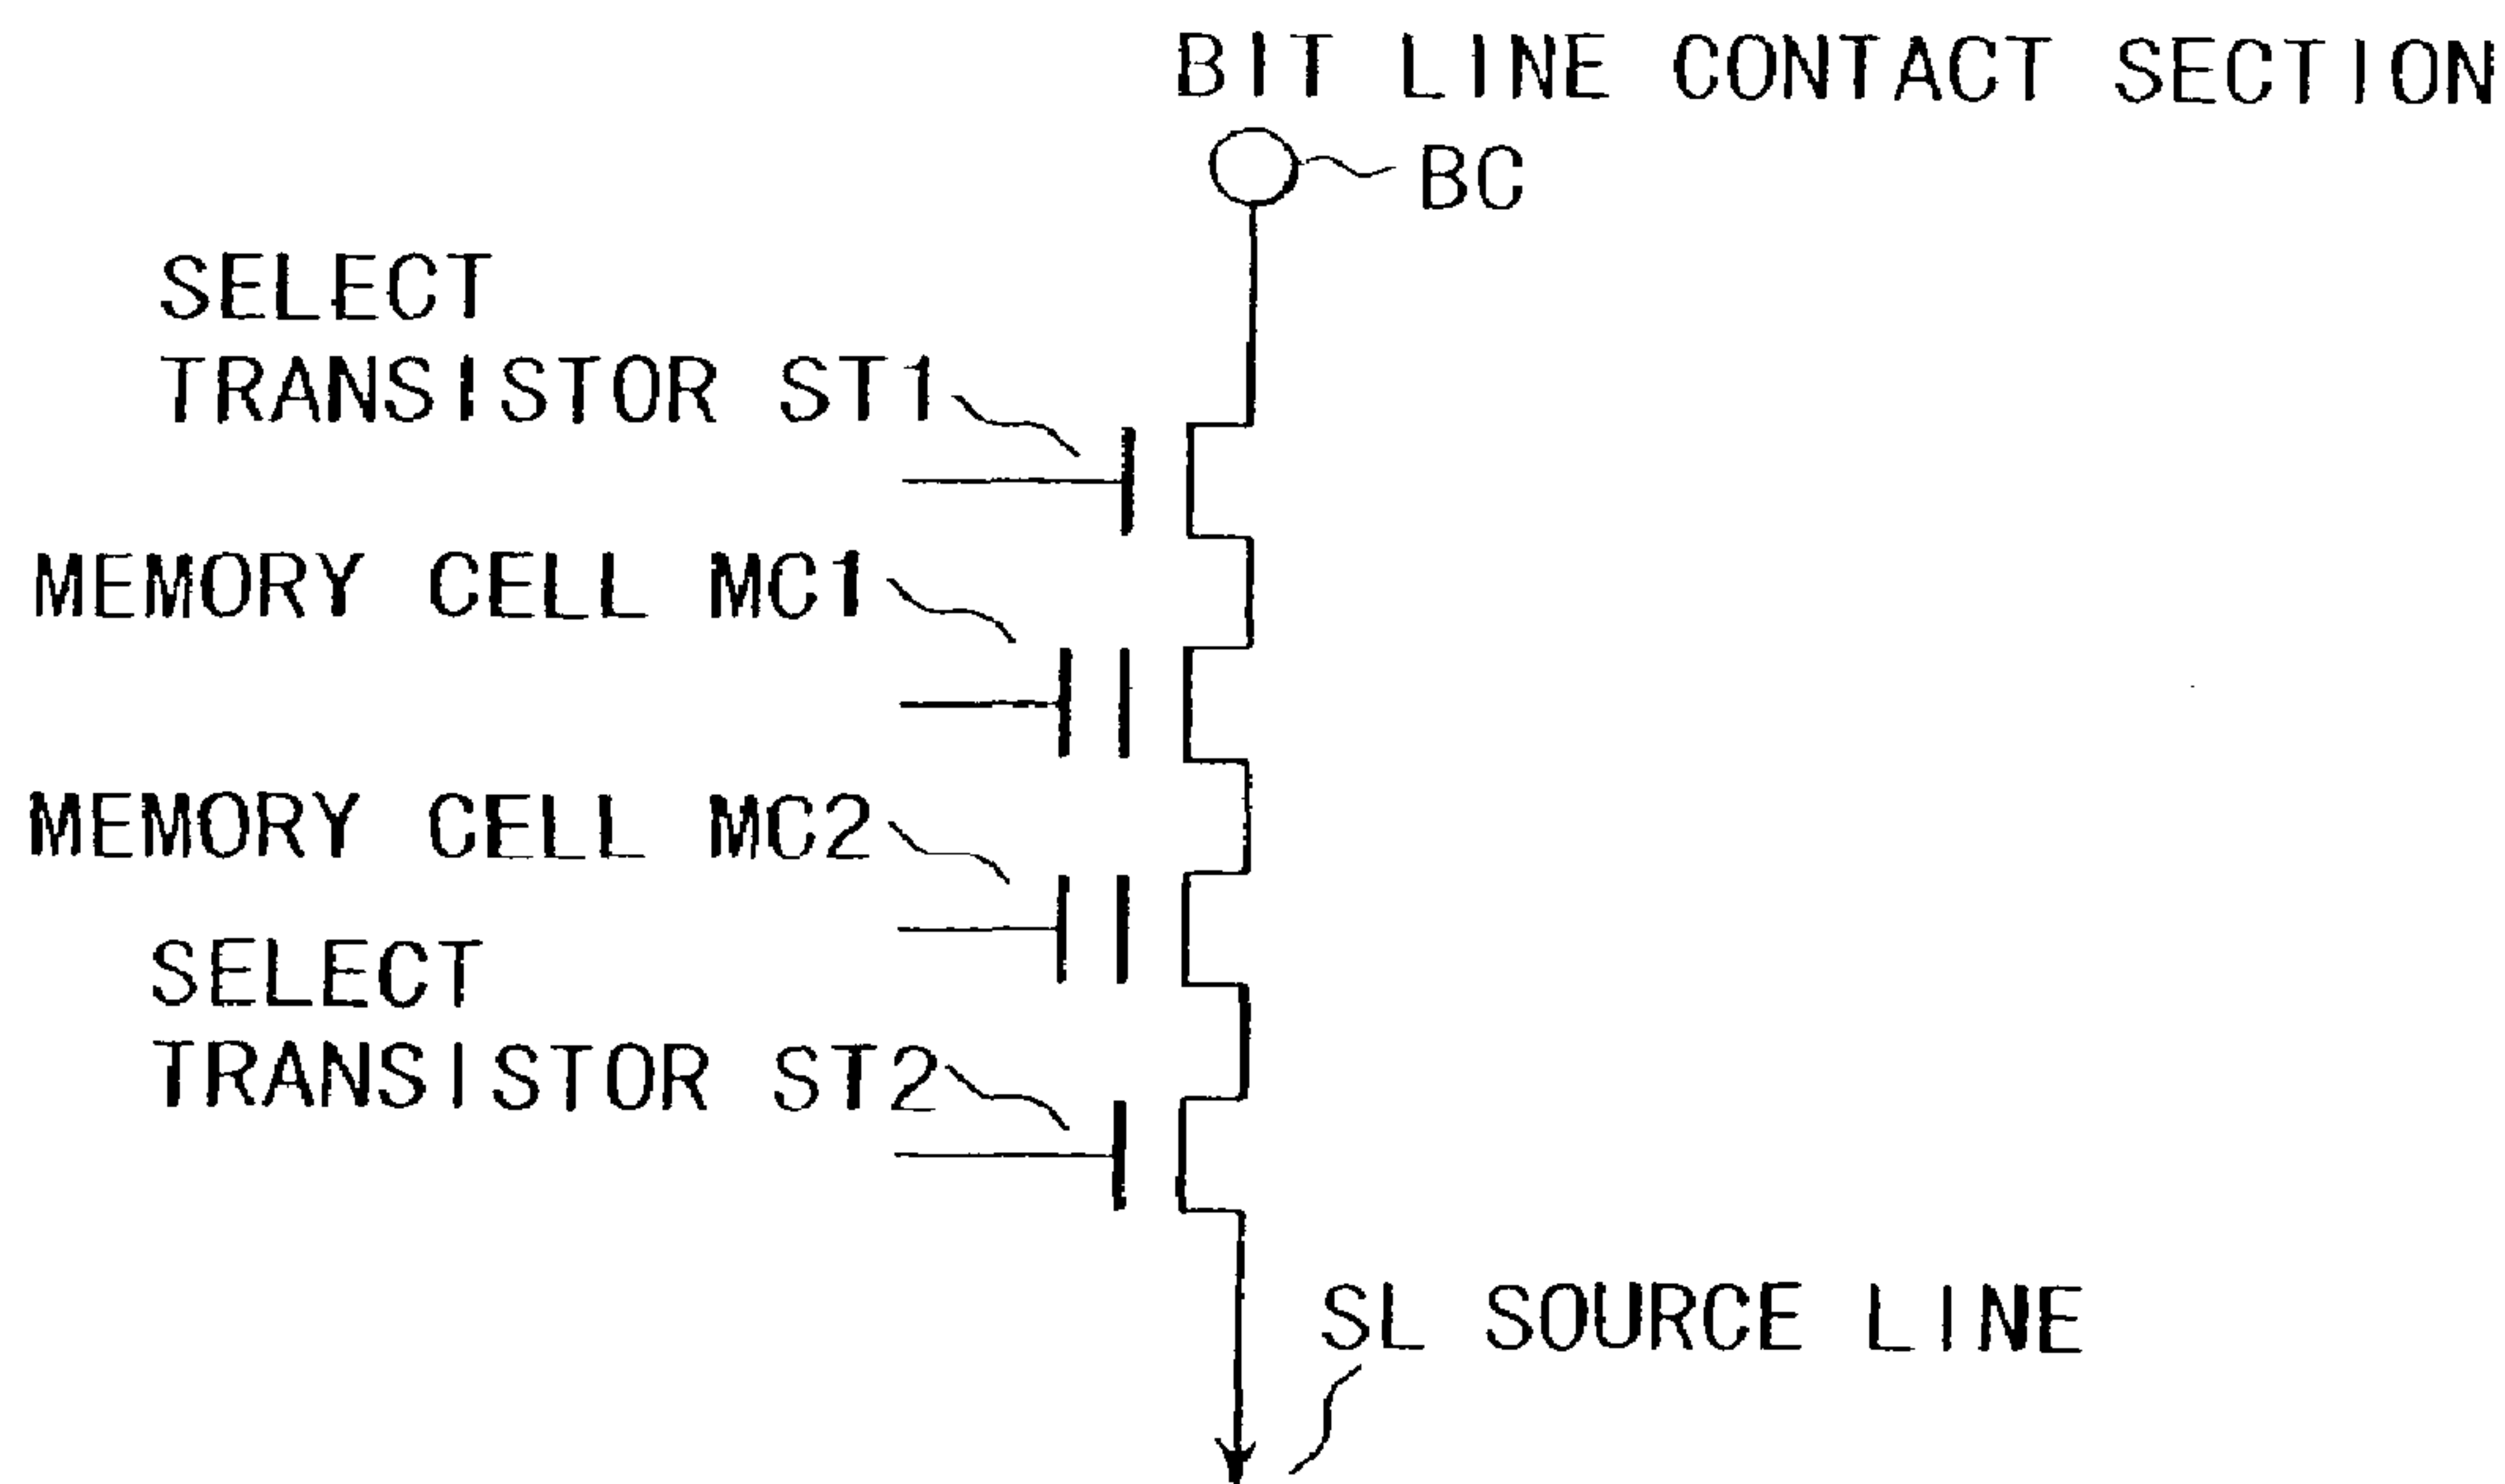 BIT LINE CONTACT SECTION
BC
SELECT
TRANSISTOR ST1
MEMORY CELL MC1
MEMORY CELL MC2
SELECT
TRANSISTOR ST2
SL SOURCE LINE